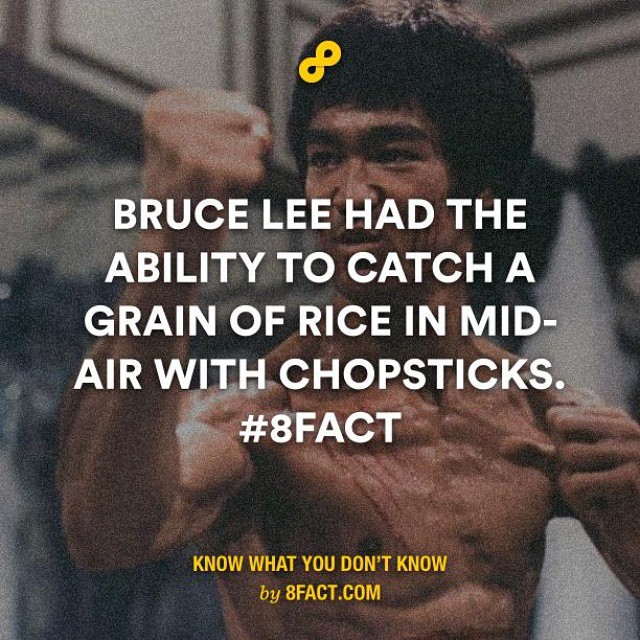 BRUCE LEE HAD THE
ABILITY TO CATCH A
GRAIN OF RICE IN MID-
AIR WITH CHOPSTICKS.
#8FACT
KNOW WHAT YOU DON'T KNOW
by 8FACT.COM